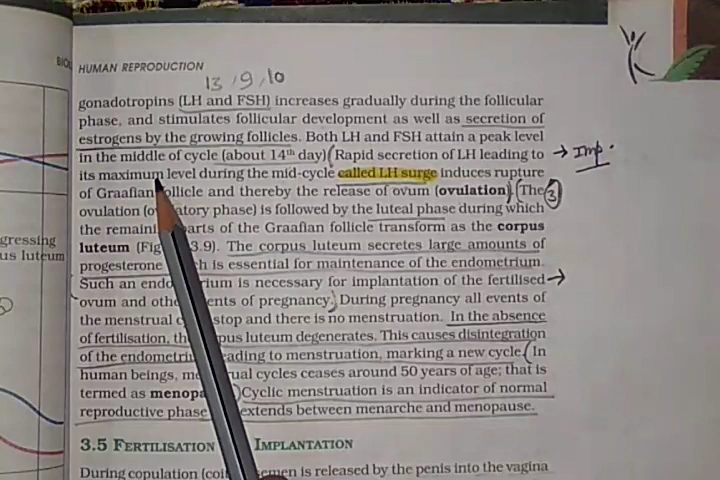 BIO
HUMAN REPRODUCTION
13, 9, 10
gonadotropins (LH and FSH) increases gradually during the follicular
phase, and stimulates follicular development as well as secretion of
estrogens by the growing follicles. Both LH and FSH attain a peak level
in the middle of cycle (about 14th day). Rapid secretion of LH leading to → Imp.
its maximum level during the mid-cycle called LH surge induces rupture
of Graafian ollicle and thereby the release of ovum (ovulation). The 3
ovulation (o atory phase) is followed by the luteal phase during which
the remaini arts of the Graafian follicle transform as the corpus
luteum (Fig 3.9). The corpus luteum secretes large amounts of
progesterone h is essential for maintenance of the endometrium.
Such an endo rium is necessary for implantation of the fertilised
ovum and othe ents of pregnancy. During pregnancy all events of
the menstrual c stop and there is no menstruation. In the absence
of fertilisation, th pus luteum degenerates. This causes disintegration
of the endometri eading to menstruation, marking a new cycle. In
human beings, me rual cycles ceases around 50 years of age; that is
termed as menopa Cyclic menstruation is an indicator of normal
reproductive phase extends between menarche and menopause.
3.5 FERTILISATION IMPLANTATION
During copulation (coit semen is released by the penis into the vagina
gressing
us luteum